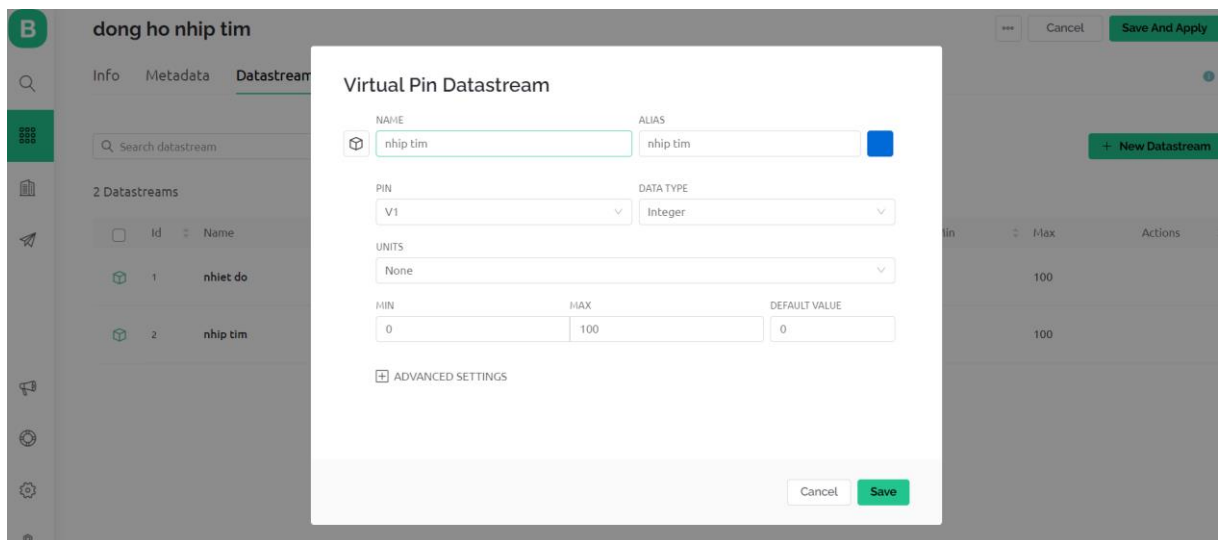 B
dong ho nhip tim
Cancel
Save And Apply
Info Metadata Datastream
Search datastream
+ New Datastream
2 Datastreams
Id Name Min Max Actions
1 nhiet do 100
2 nhip tim 100
Virtual Pin Datastream
NAME ALIAS
nhip tim nhip tim
PIN DATA TYPE
V1 Integer
UNITS
None
MIN MAX DEFAULT VALUE
0 100 0
ADVANCED SETTINGS
Cancel Save